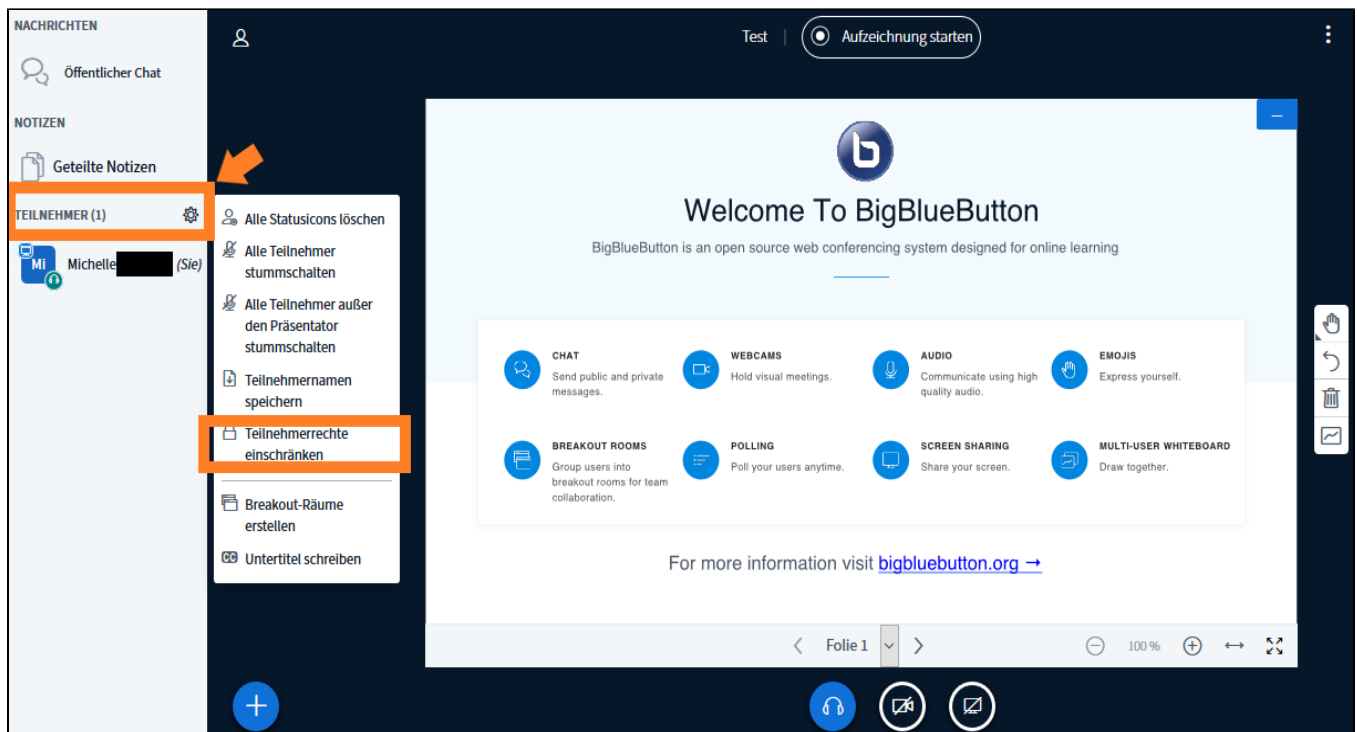 NACHRICHTEN
Öffentlicher Chat
NOTIZEN
Geteilte Notizen
TEILNEHMER (1)
Mi
Michelle
(Sie)
Test | Aufzeichnung starten
Alle Statusicons löschen
Alle Teilnehmer
stummschalten
Alle Teilnehmer außer
den Präsentator
stummschalten
Teilnehmernamen
speichern
Teilnehmerrechte
einschränken
Breakout-Räume
erstellen
CC Untertitel schreiben
Welcome To BigBlueButton
BigBlueButton is an open source web conferencing system designed for online learning
CHAT
Send public and private
messages.
WEBCAMS
Hold visual meetings.
AUDIO
Communicate using high
quality audio.
EMOJIS
Express yourself.
BREAKOUT ROOMS
Group users into
breakout rooms for team
collaboration.
POLLING
Poll your users anytime.
SCREEN SHARING
Share your screen.
MULTI-USER WHITEBOARD
Draw together.
For more information visit bigbluebutton.org →
Folie 1
100 %